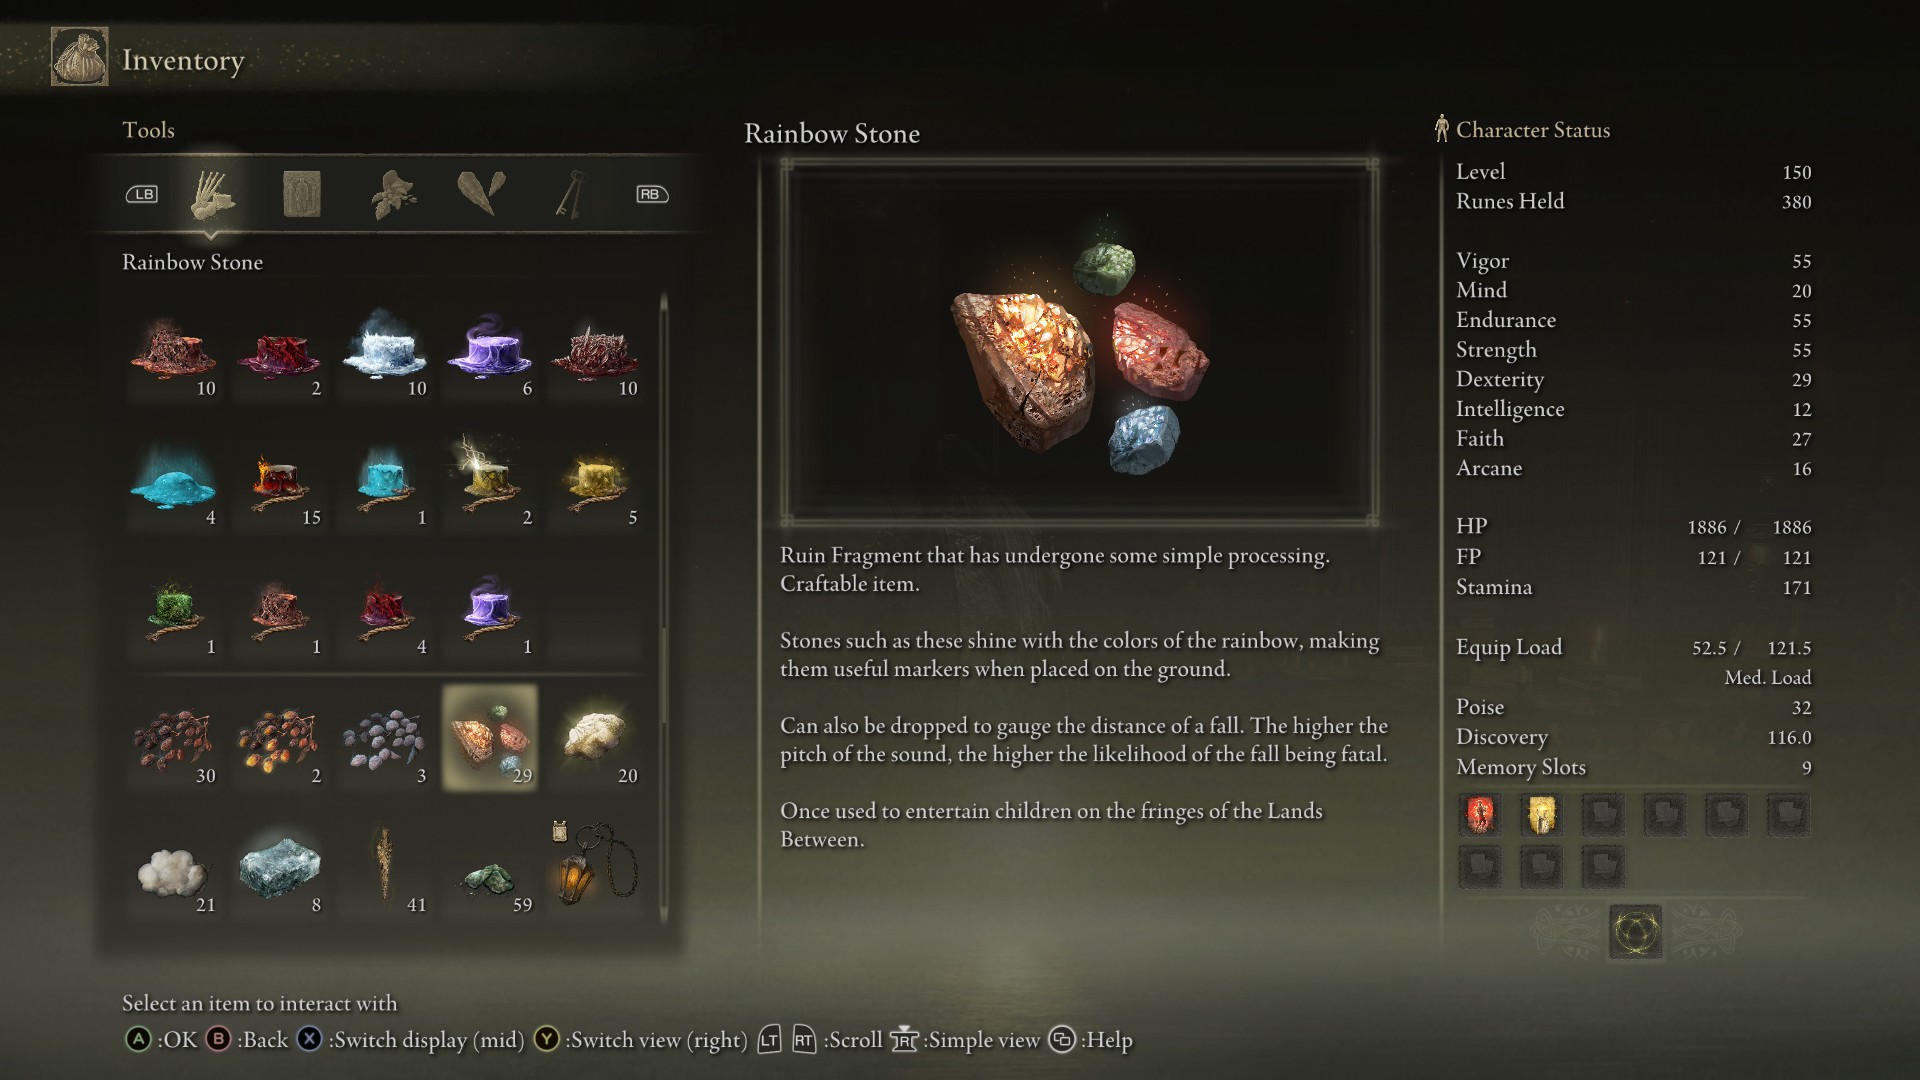 Inventory
Tools
LB
RB
Rainbow Stone
10
2
10
6
10
4
15
1
2
5
1
1
4
1
30
2
3
29
20
21
8
41
59
Rainbow Stone
Ruin Fragment that has undergone some simple processing.
Craftable item.
Stones such as these shine with the colors of the rainbow, making
them useful markers when placed on the ground.
Can also be dropped to gauge the distance of a fall. The higher the
pitch of the sound, the higher the likelihood of the fall being fatal.
Once used to entertain children on the fringes of the Lands
Between.
Character Status
Level 150
Runes Held 380
Vigor 55
Mind 20
Endurance 55
Strength 55
Dexterity 29
Intelligence 12
Faith 27
Arcane 16
HP 1886 / 1886
FP 121 / 121
Stamina 171
Equip Load 52.5 / 121.5
Med. Load
Poise 32
Discovery 116.0
Memory Slots 9
Select an item to interact with
A :OK B :Back X :Switch display (mid) Y :Switch view (right) LT RT :Scroll R :Simple view :Help